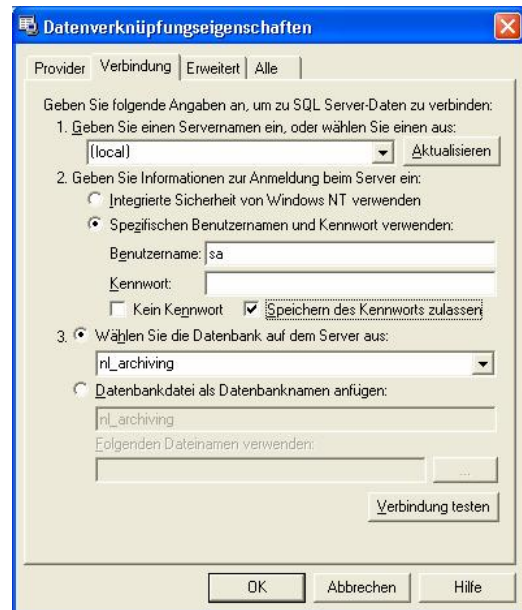 Datenverknüpfungseigenschaften
Provider Verbindung Erweitert Alle
Geben Sie folgende Angaben an, um zu SQL Server-Daten zu verbinden:
1. Geben Sie einen Servernamen ein, oder wählen Sie einen aus:
(local) Aktualisieren
2. Geben Sie Informationen zur Anmeldung beim Server ein:
Integrierte Sicherheit von Windows NT verwenden
Spezifischen Benutzernamen und Kennwort verwenden:
Benutzername: sa
Kennwort:
Kein Kennwort Speichern des Kennworts zulassen
3. Wählen Sie die Datenbank auf dem Server aus:
nl_archiving
Datenbankdatei als Datenbanknamen anfügen:
nl_archiving
Folgenden Dateinamen verwenden:
...
Verbindung testen
OK Abbrechen Hilfe